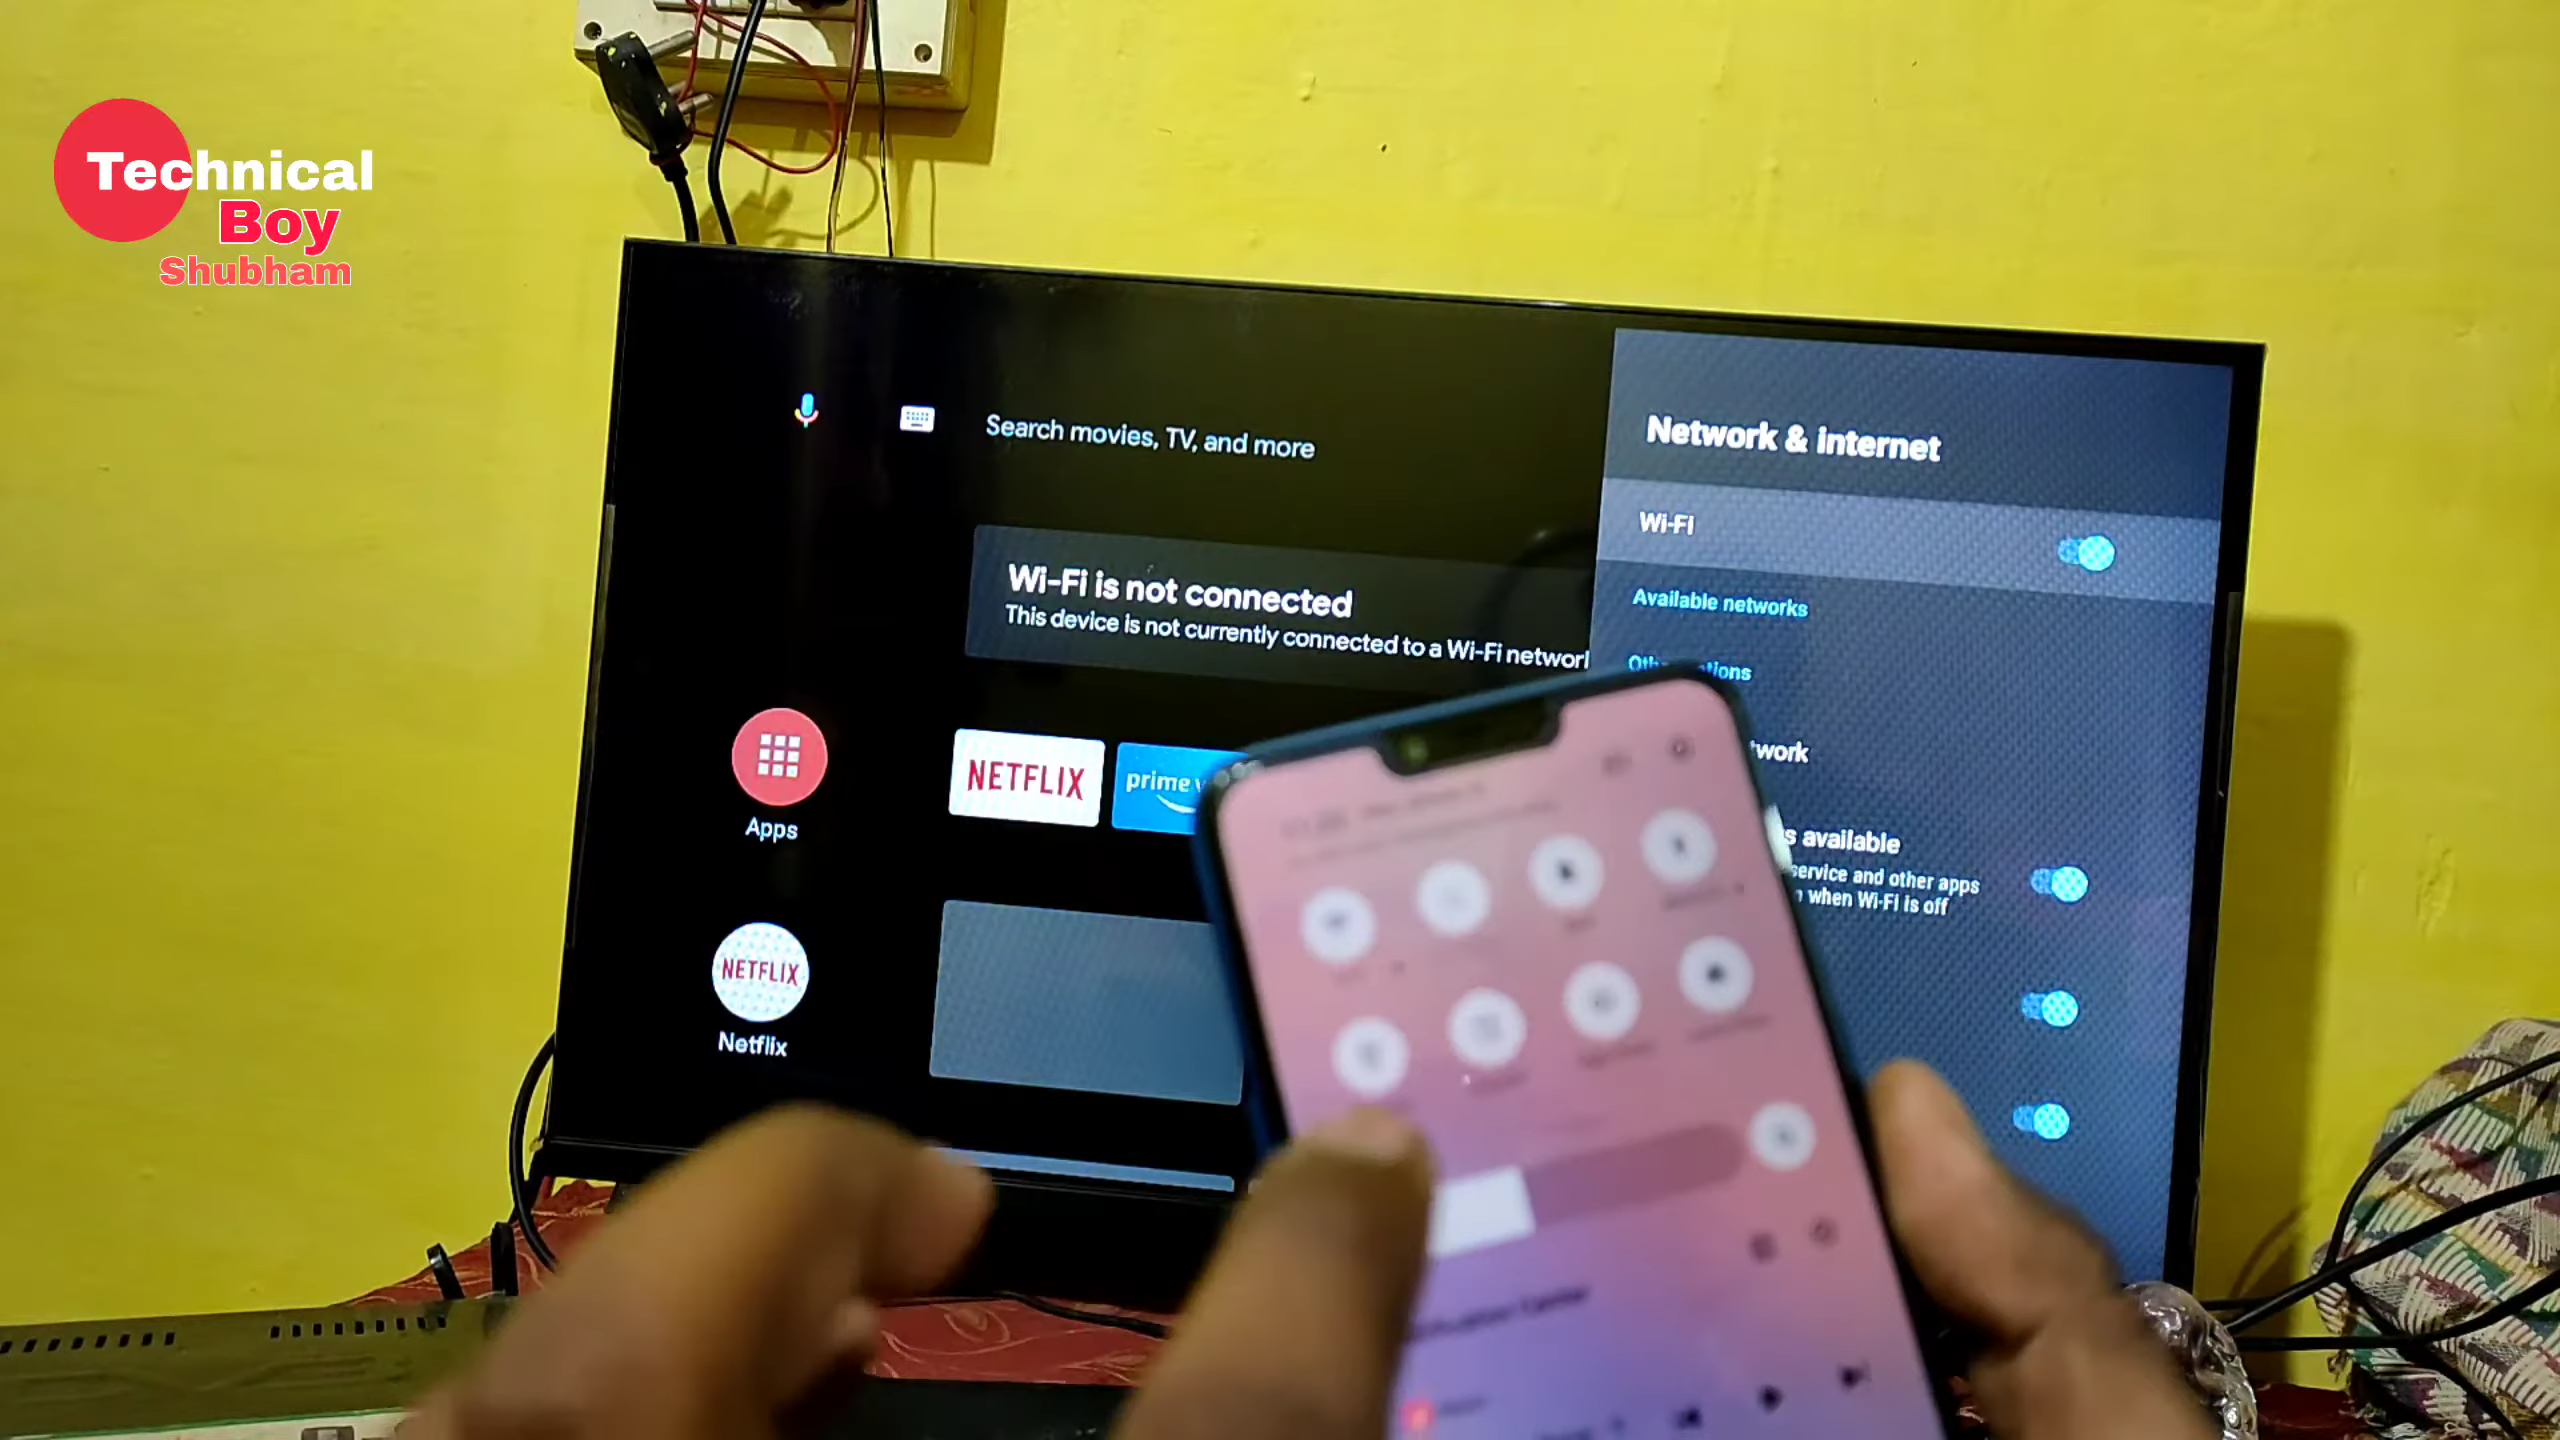 Technical
Boy
Shubham
Search movies, TV, and more
Network & internet
Wi-Fi
Wi-Fi is not connected
This device is not currently connected to a Wi-Fi
Available networks
Apps
NETFLIX
prime
available
service and other apps
when Wi-Fi is off
NETFLIX
Netflix